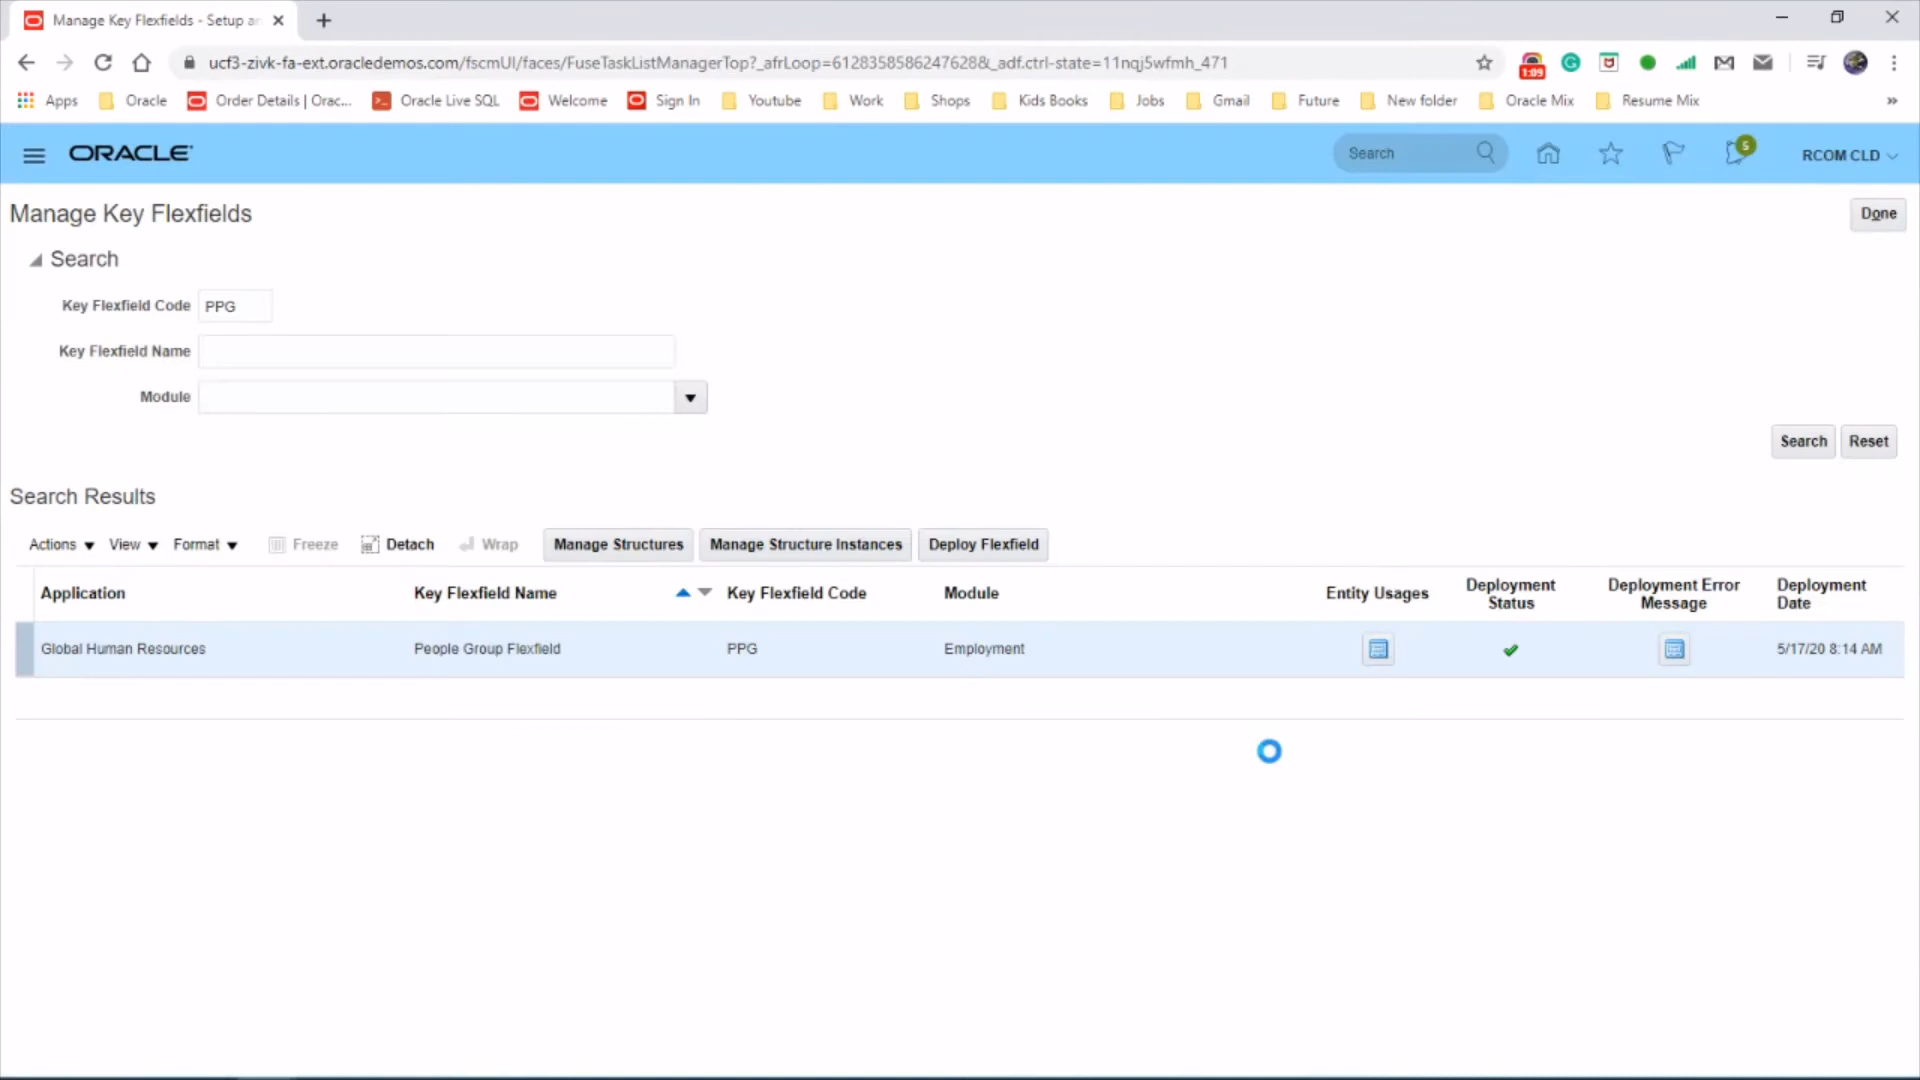 Manage Key Flexfields - Setup an
ucf3-zivk-fa-ext.oracledemos.com/fscmUI/faces/FuseTaskListManagerTop?_afrLoop=6128358586247628&_adf.ctrl-state=11nqj5wfmh_471
1:09
Apps Oracle Order Details | Orac... Oracle Live SQL Welcome Sign In Youtube Work Shops Kids Books Jobs Gmail Future New folder Oracle Mix Resume Mix »
ORACLE Search 5 RCOM CLD
Manage Key Flexfields Done
Search
Key Flexfield Code PPG
Key Flexfield Name
Module
Search Reset
Search Results
Actions View Format Freeze Detach Wrap Manage Structures Manage Structure Instances Deploy Flexfield
Application Key Flexfield Name Key Flexfield Code Module Entity Usages Deployment Status Deployment Error Message Deployment Date
Global Human Resources People Group Flexfield PPG Employment 5/17/20 8:14 AM